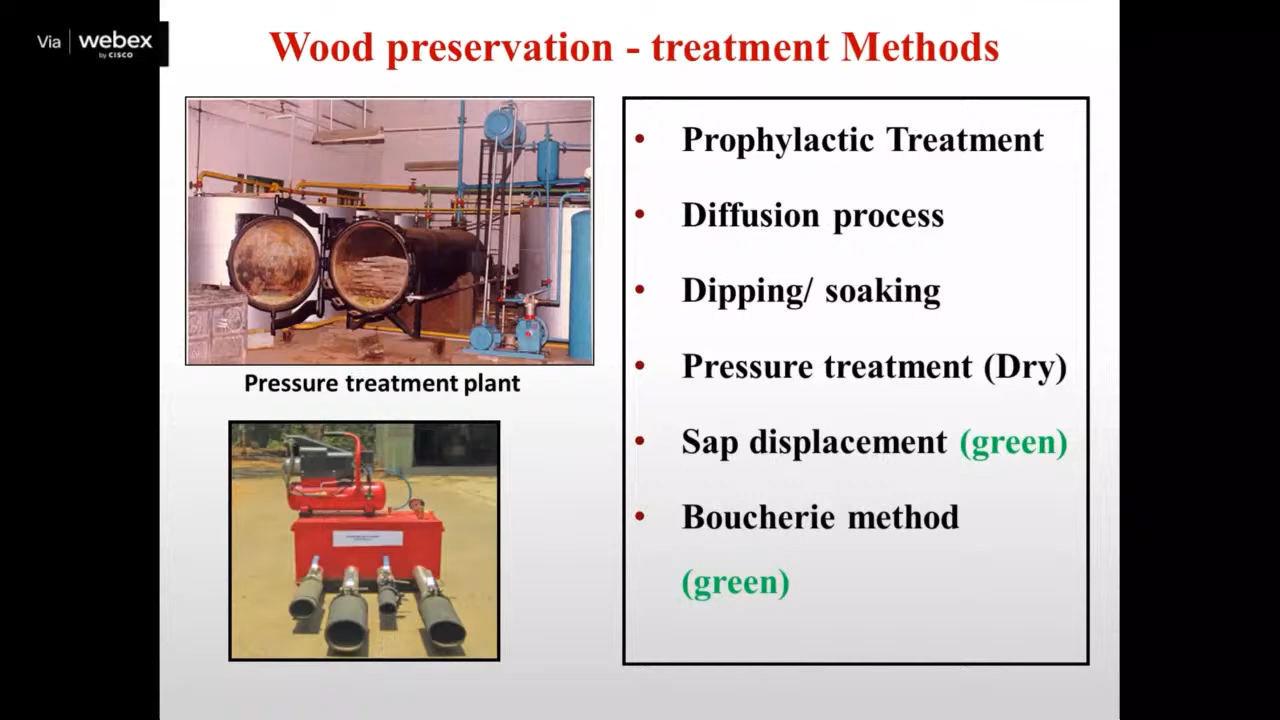 Via webex
by CISCO
Wood preservation - treatment Methods
Pressure treatment plant
• Prophylactic Treatment
• Diffusion process
• Dipping/ soaking
• Pressure treatment (Dry)
• Sap displacement (green)
• Boucherie method
(green)